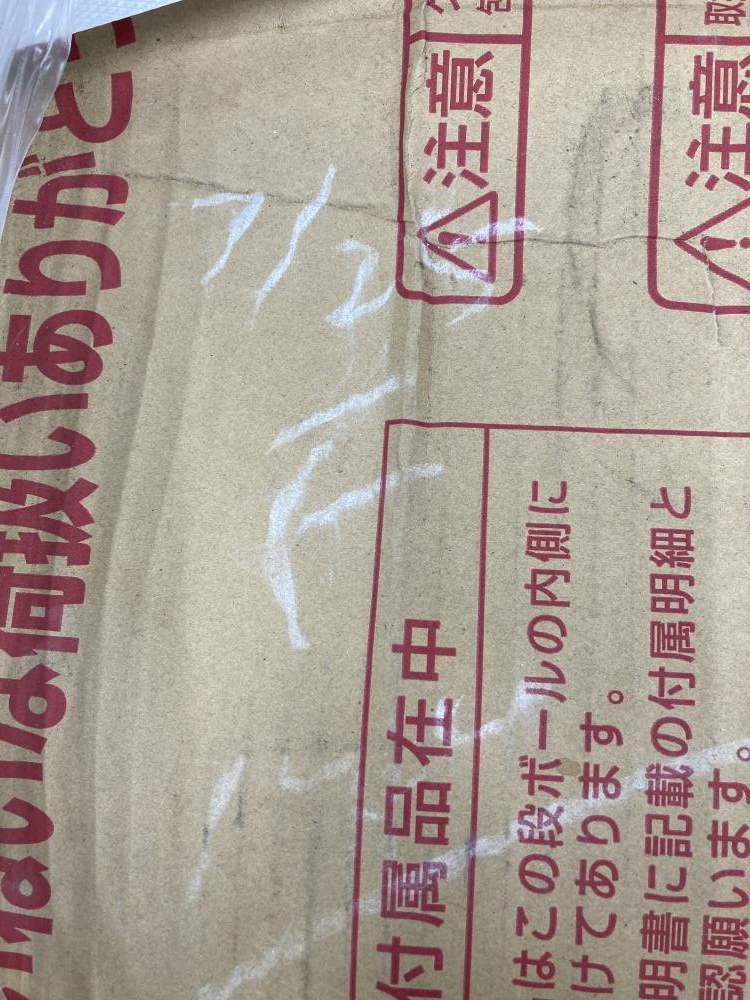 ねいな荷扱いありがと
注意
注意
付属品在中
はこの段ボールの内側に
けてあります。
明書に記載の付属明細と
認願います。
7/25